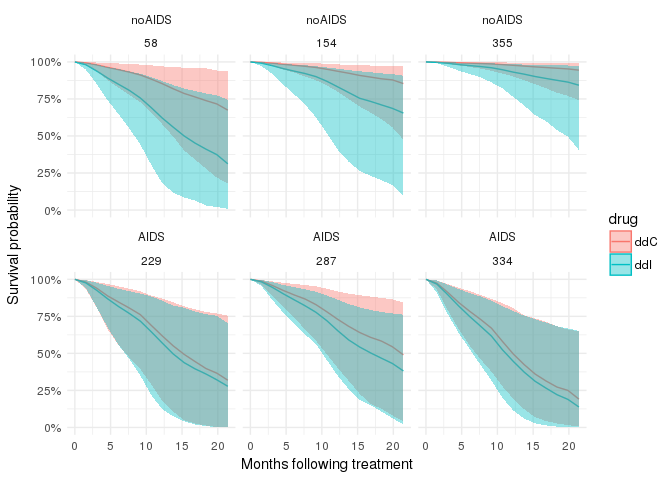 noAIDS noAIDS noAIDS
58 154 355
100%
75%
50%
25%
0%
AIDS AIDS AIDS
229 287 334
100%
75%
50%
25%
0%
0 5 10 15 20 0 5 10 15 20 0 5 10 15 20
Months following treatment
Survival probability
drug
ddC
ddI